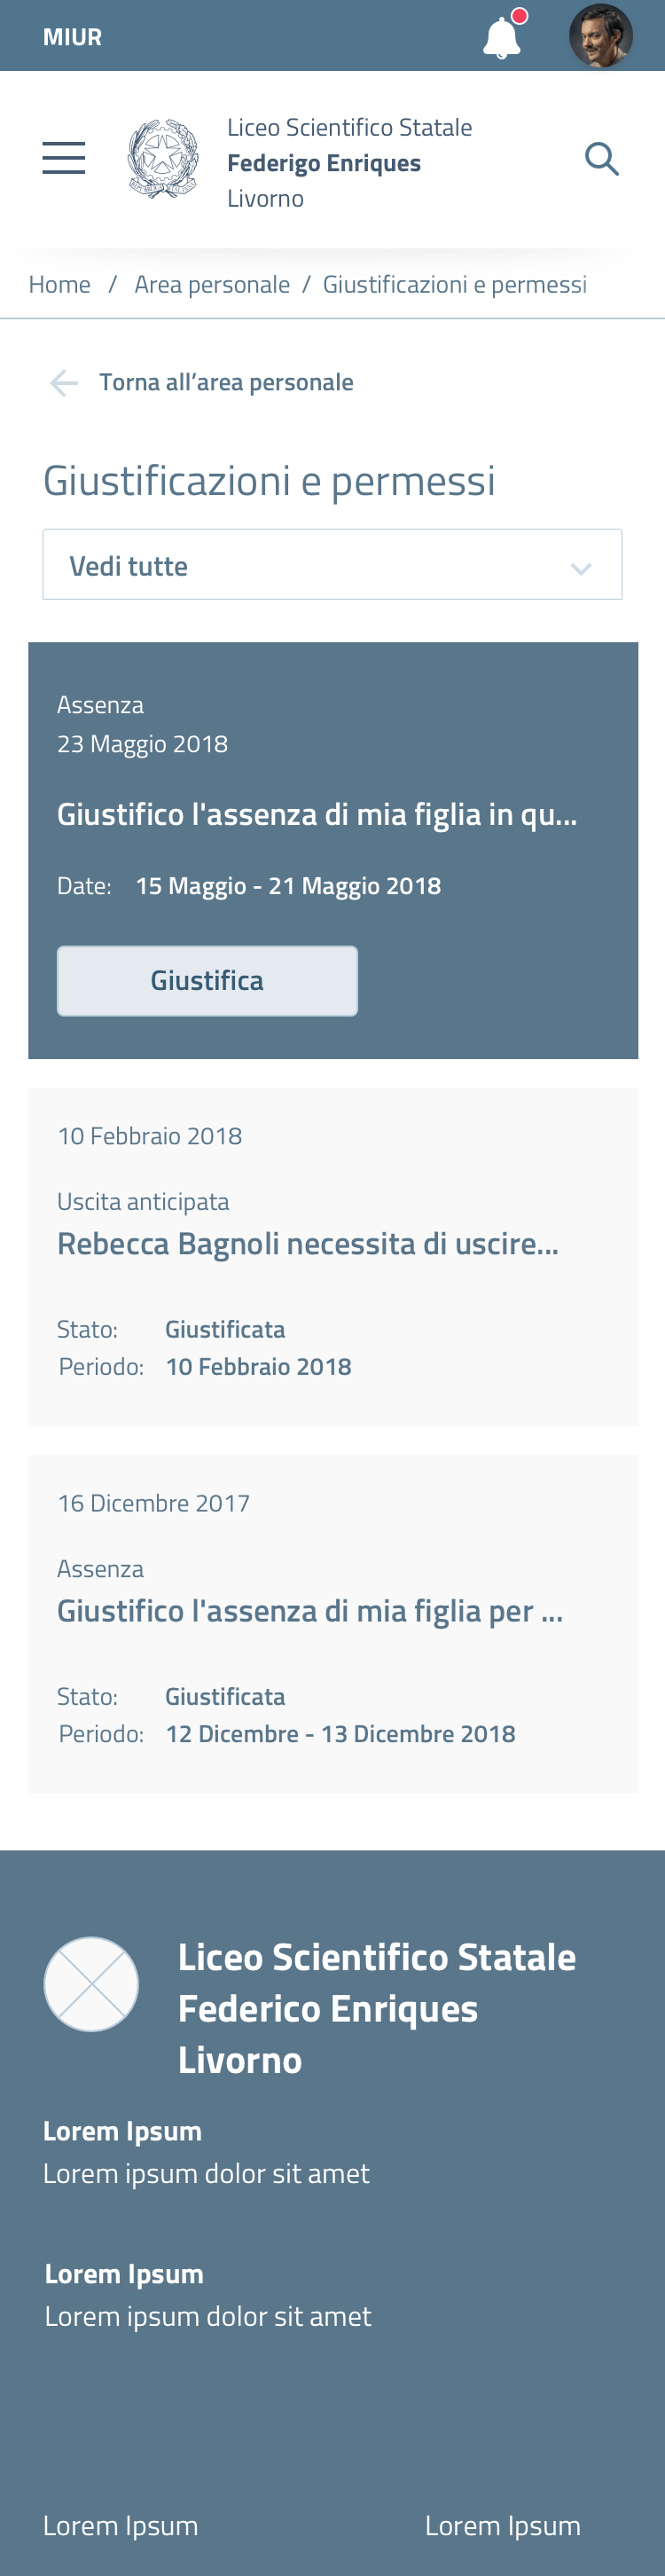 MIUR
Liceo Scientifico Statale
Federigo Enriques
Livorno
Home / Area personale / Giustificazioni e permessi
Torna all’area personale
Giustificazioni e permessi
Vedi tutte
Assenza
23 Maggio 2018
Giustifico l'assenza di mia figlia in qu...
Date: 15 Maggio - 21 Maggio 2018
Giustifica
10 Febbraio 2018
Uscita anticipata
Rebecca Bagnoli necessita di uscire...
Stato: Giustificata
Periodo: 10 Febbraio 2018
16 Dicembre 2017
Assenza
Giustifico l'assenza di mia figlia per ...
Stato: Giustificata
Periodo: 12 Dicembre - 13 Dicembre 2018
Liceo Scientifico Statale
Federico Enriques
Livorno
Lorem Ipsum
Lorem ipsum dolor sit amet
Lorem Ipsum
Lorem ipsum dolor sit amet
Lorem Ipsum Lorem Ipsum